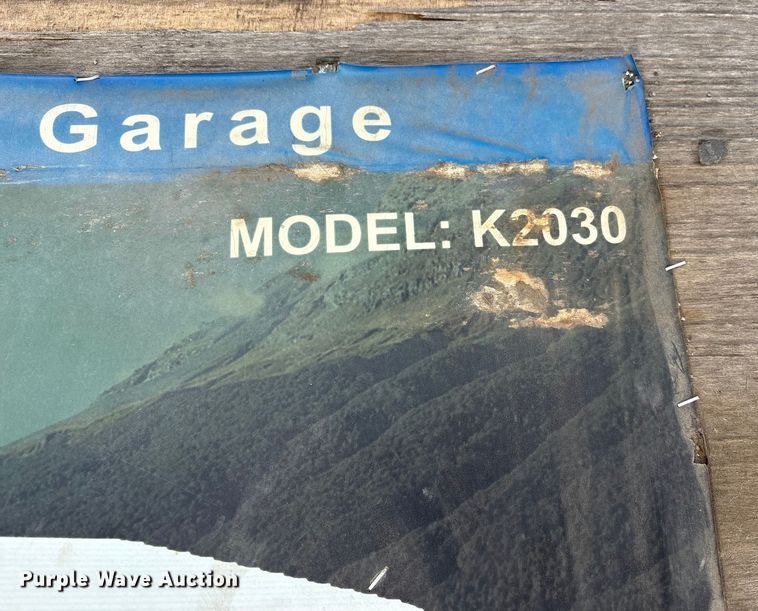 Garage
MODEL: K2030
Purple Wave Auction